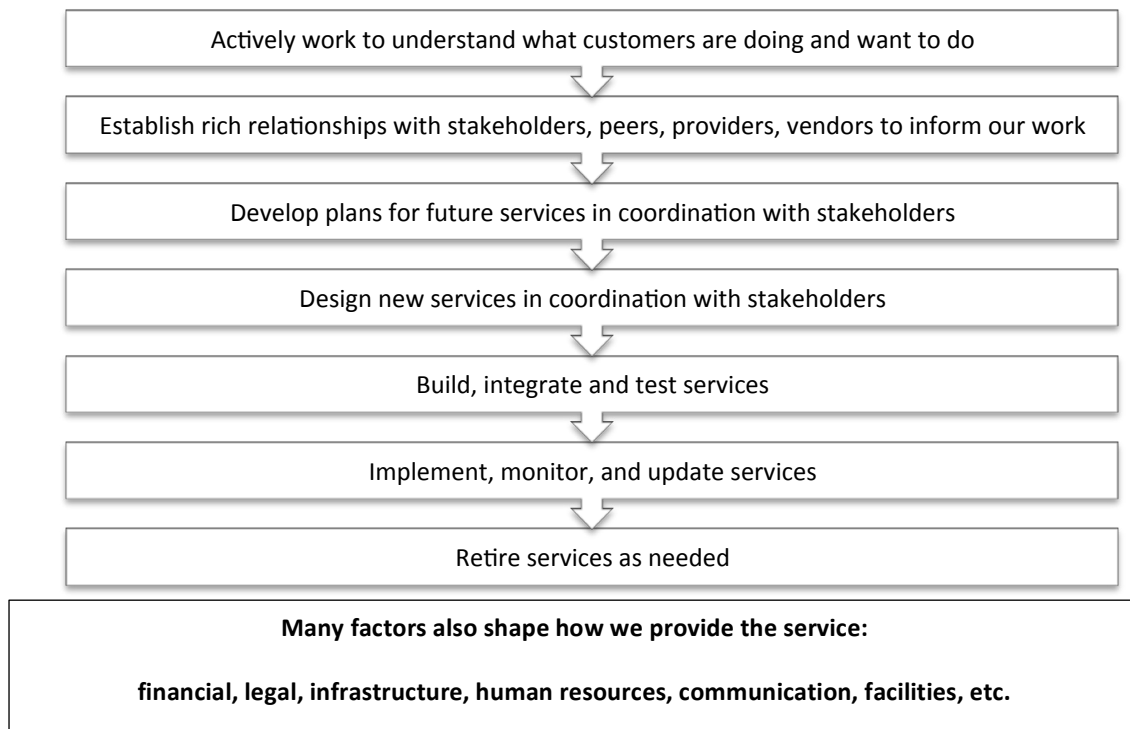 Actively work to understand what customers are doing and want to do
Establish rich relationships with stakeholders, peers, providers, vendors to inform our work
Develop plans for future services in coordination with stakeholders
Design new services in coordination with stakeholders
Build, integrate and test services
Implement, monitor, and update services
Retire services as needed
Many factors also shape how we provide the service:
financial, legal, infrastructure, human resources, communication, facilities, etc.